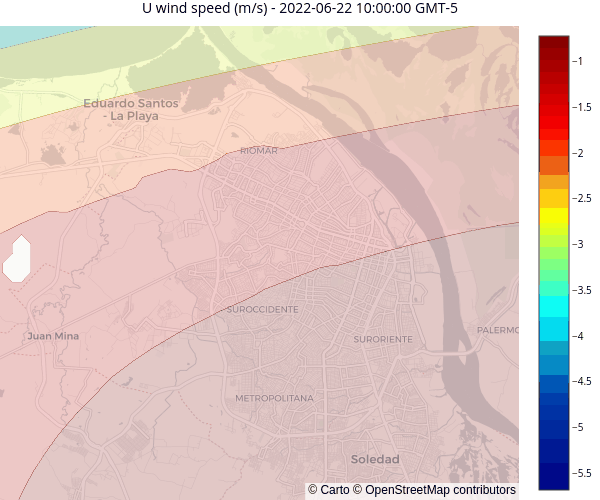 U wind speed (m/s) - 2022-06-22 10:00:00 GMT-5
Eduardo Santos
- La Playa
RIOMAR
SUROCCIDENTE
Juan Mina
SURORIENTE
PALERMO
METROPOLITANA
Soledad
© Carto © OpenStreetMap contributors
−1
−1.5
−2
−2.5
−3
−3.5
−4
−4.5
−5
−5.5